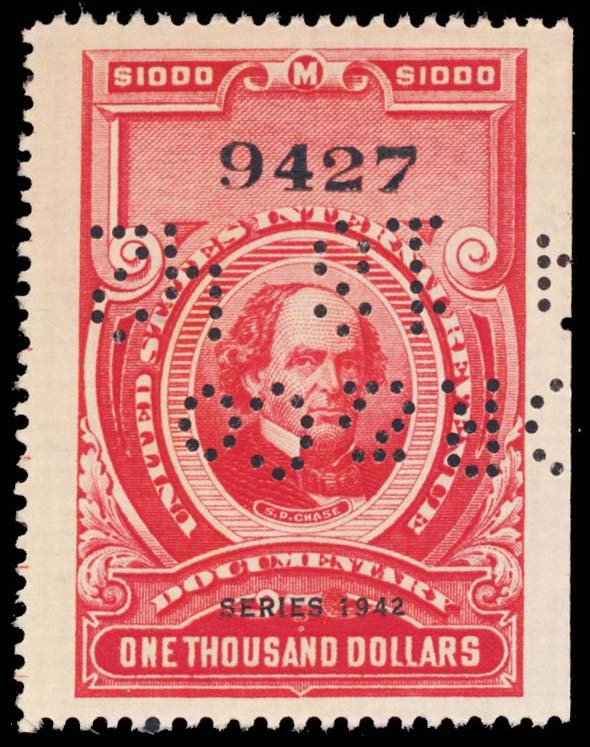 $1000 M $1000
9427
UNITED STATES INTERNAL REVENUE
S.P. CHASE
DOCUMENTARY
SERIES 1942
ONE THOUSAND DOLLARS